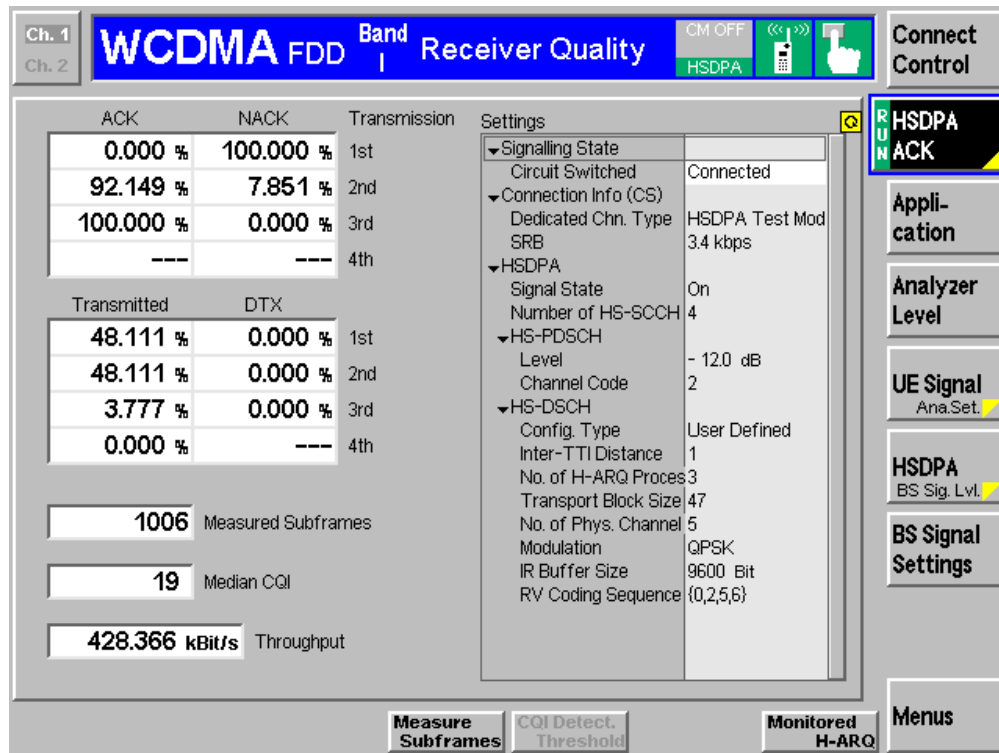 Ch. 1
Ch. 2
WCDMA FDD Band I Receiver Quality
CM OFF
HSDPA
Connect Control
ACK NACK Transmission
0.000 % 100.000 % 1st
92.149 % 7.851 % 2nd
100.000 % 0.000 % 3rd
--- --- 4th
Transmitted DTX
48.111 % 0.000 % 1st
48.111 % 0.000 % 2nd
3.777 % 0.000 % 3rd
0.000 % --- 4th
1006 Measured Subframes
19 Median CQI
428.366 kBit/s Throughput
Settings
Signalling State
Circuit Switched Connected
Connection Info (CS)
Dedicated Chn. Type HSDPA Test Mod
SRB 3.4 kbps
HSDPA
Signal State On
Number of HS-SCCH 4
HS-PDSCH
Level - 12.0 dB
Channel Code 2
HS-DSCH
Config. Type User Defined
Inter-TTI Distance 1
No. of H-ARQ Proces 3
Transport Block Size 47
No. of Phys. Channel 5
Modulation QPSK
IR Buffer Size 9600 Bit
RV Coding Sequence {0,2,5,6}
RUN
HSDPA
ACK
Appli-
cation
Analyzer
Level
UE Signal
Ana.Set.
HSDPA
BS Sig. Lvl.
BS Signal
Settings
Measure
Subframes
CQI Detect.
Threshold
Monitored
H-ARQ
Menus